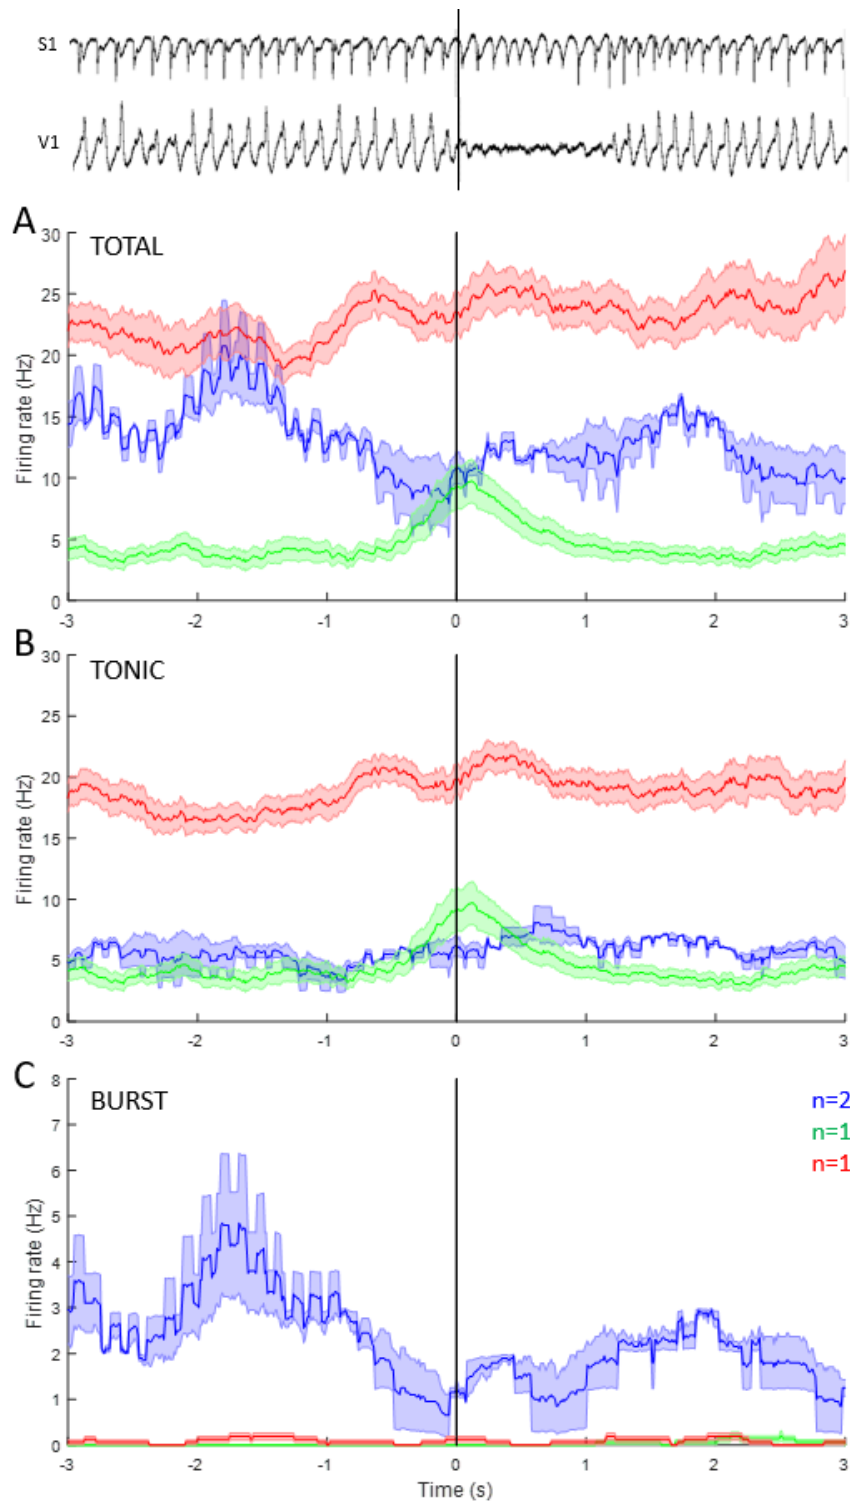 S1
V1
A
TOTAL
30
25
20
15
10
5
0
Firing rate (Hz)
-3 -2 -1 0 1 2 3
B
TONIC
30
25
20
15
10
5
0
Firing rate (Hz)
-3 -2 -1 0 1 2 3
C
BURST
8
7
6
5
4
3
2
1
0
Firing rate (Hz)
n=2
n=1
n=1
-3 -2 -1 0 1 2 3
Time (s)